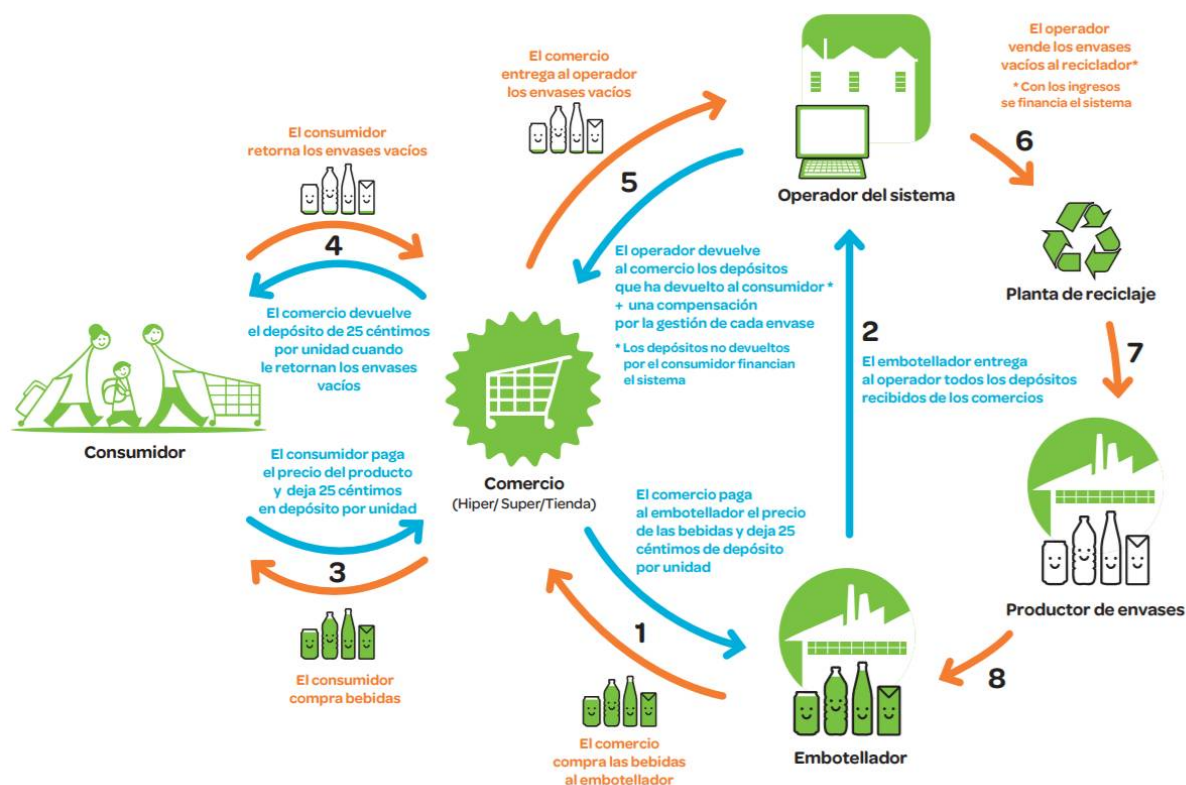 El comercio
entrega al operador
los envases vacíos
El operador
vende los envases
vacíos al reciclador*
* Con los ingresos
se financia el sistema
El consumidor
retorna los envases vacíos
6
5
Operador del sistema
4
El operador devuelve
al comercio los depósitos
que ha devuelto al consumidor *
+ una compensación
por la gestión de cada envase
* Los depósitos no devueltos
por el consumidor financian
el sistema
Planta de reciclaje
El comercio devuelve
el depósito de 25 céntimos
por unidad cuando
le retornan los envases
vacíos
2
El embotellador entrega
al operador todos los depósitos
recibidos de los comercios
7
Consumidor
El consumidor paga
el precio del producto
y deja 25 céntimos
en depósito por unidad
Comercio
(Hiper/ Super/Tienda)
El comercio paga
al embotellador el precio
de las bebidas y deja 25
céntimos de depósito
por unidad
3
Productor de envases
1
8
El consumidor
compra bebidas
El comercio
compra las bebidas
al embotellador
Embotellador